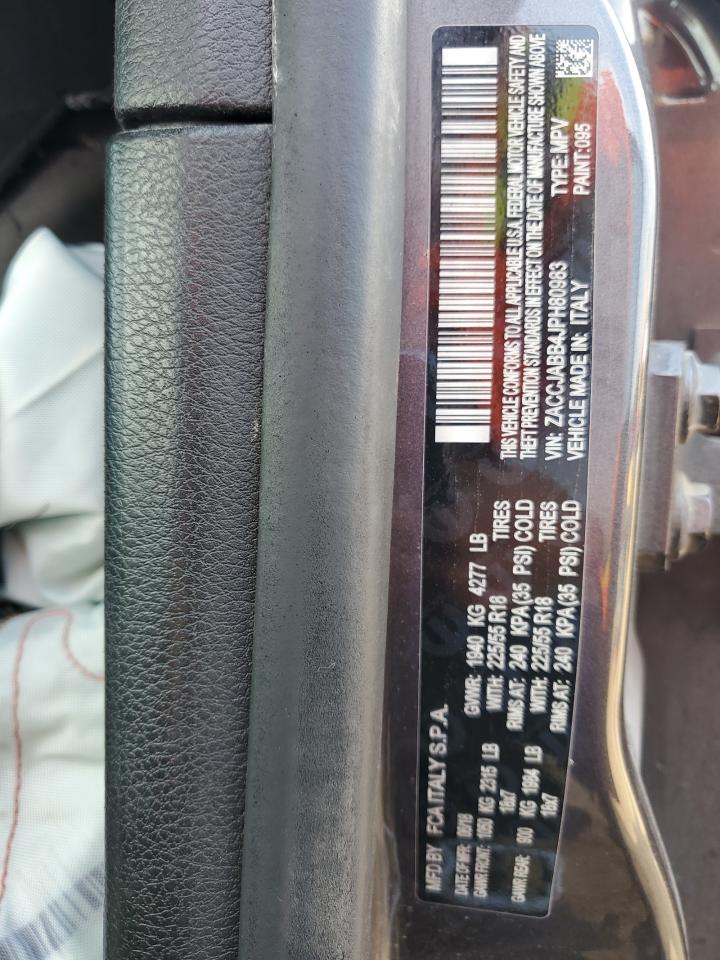 MFD BY FCA ITALY S.P.A.
DATE OF MFR: GVWR: 1940 KG 4277 LB
GAWR FRONT: KG 2315 LB WITH: 225/55 R18 TIRES
18x7 RIMS AT: 240 KPA(35 PSI) COLD
GAWR REAR: KG LB WITH: 225/55 R18 TIRES
18x7 RIMS AT: 240 KPA(35 PSI) COLD
THIS VEHICLE CONFORMS TO ALL APPLICABLE U.S.A. FEDERAL MOTOR VEHICLE SAFETY AND
THEFT PREVENTION STANDARDS IN EFFECT ON THE DATE OF MANUFACTURE SHOWN ABOVE
VIN: ZACCJABB4JPH80983 TYPE:MPV
VEHICLE MADE IN: ITALY PAINT:095